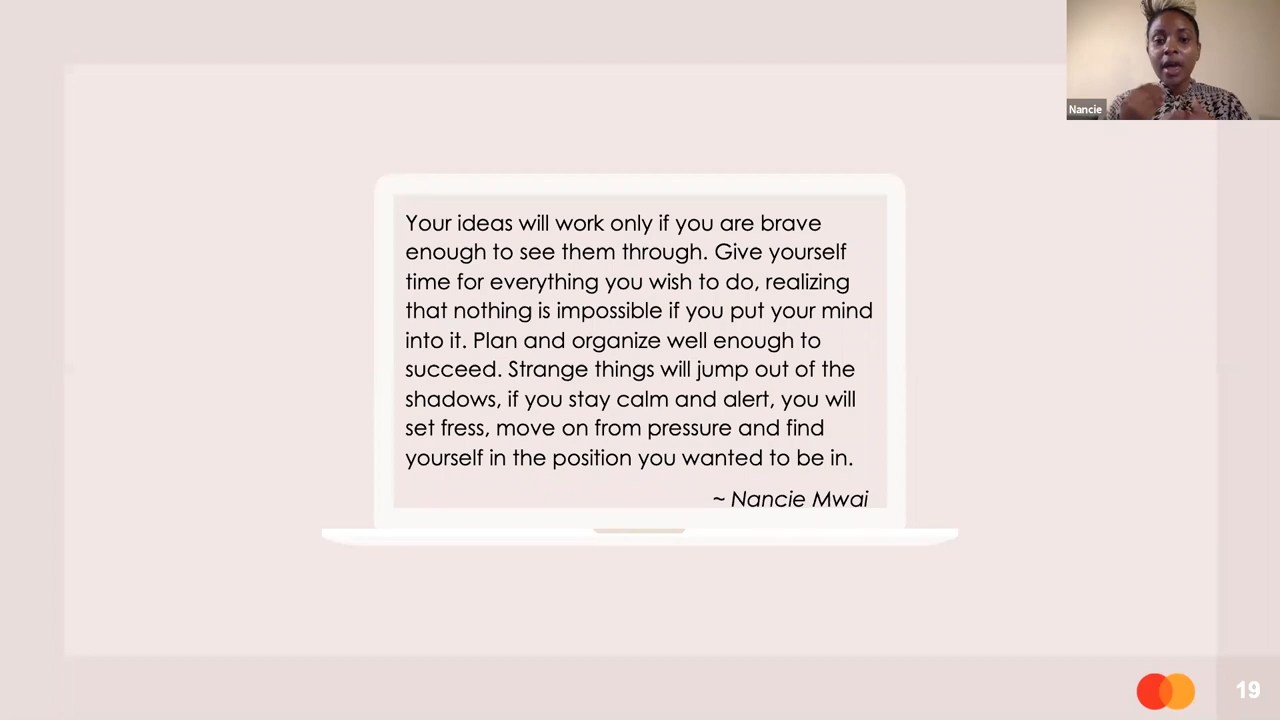 Nancie
Your ideas will work only if you are brave
enough to see them through. Give yourself
time for everything you wish to do, realizing
that nothing is impossible if you put your mind
into it. Plan and organize well enough to
succeed. Strange things will jump out of the
shadows, if you stay calm and alert, you will
set fress, move on from pressure and find
yourself in the position you wanted to be in.
~ Nancie Mwai
19